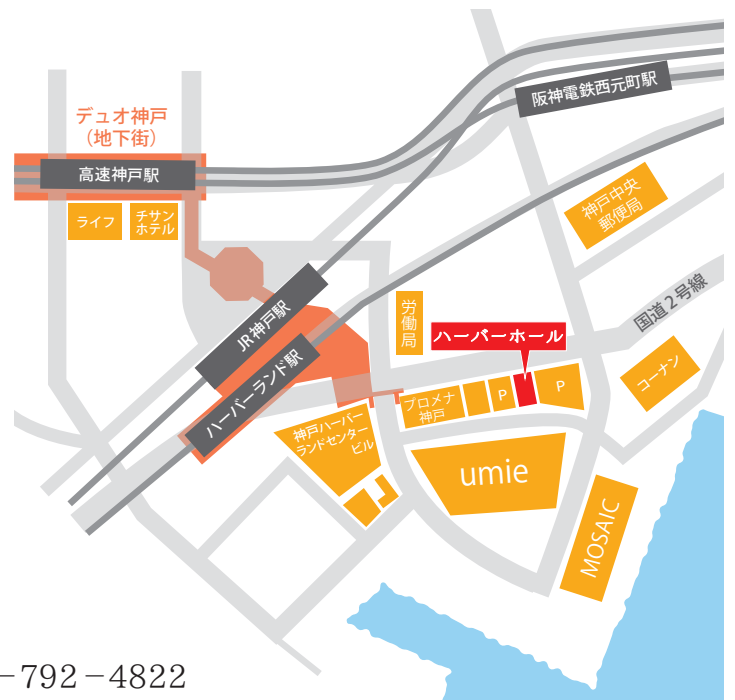 阪神電鉄西元町駅
デュオ神戸
（地下街）
高速神戸駅
ライフ
チサン
ホテル
神戸中央
郵便局
国道2号線
労働局
JR神戸駅
ハーバーホール
ハーバーランド駅
コーナン
プロメナ
神戸
P
P
神戸ハーバー
ランドセンター
ビル
umie
MOSAIC
−792−4822